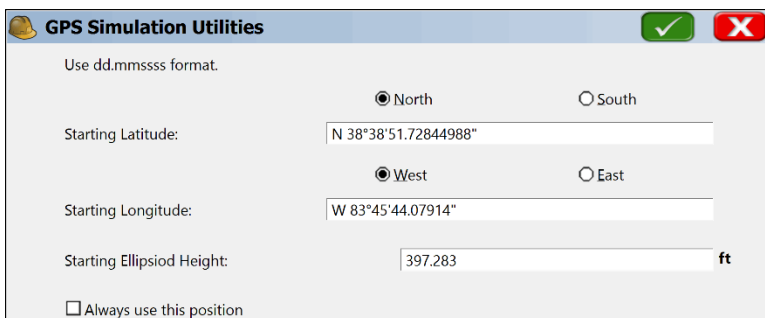 GPS Simulation Utilities
Use dd.mmssss format.
North South
Starting Latitude: N 38°38'51.72844988"
West East
Starting Longitude: W 83°45'44.07914"
Starting Ellipsiod Height: 397.283 ft
Always use this position